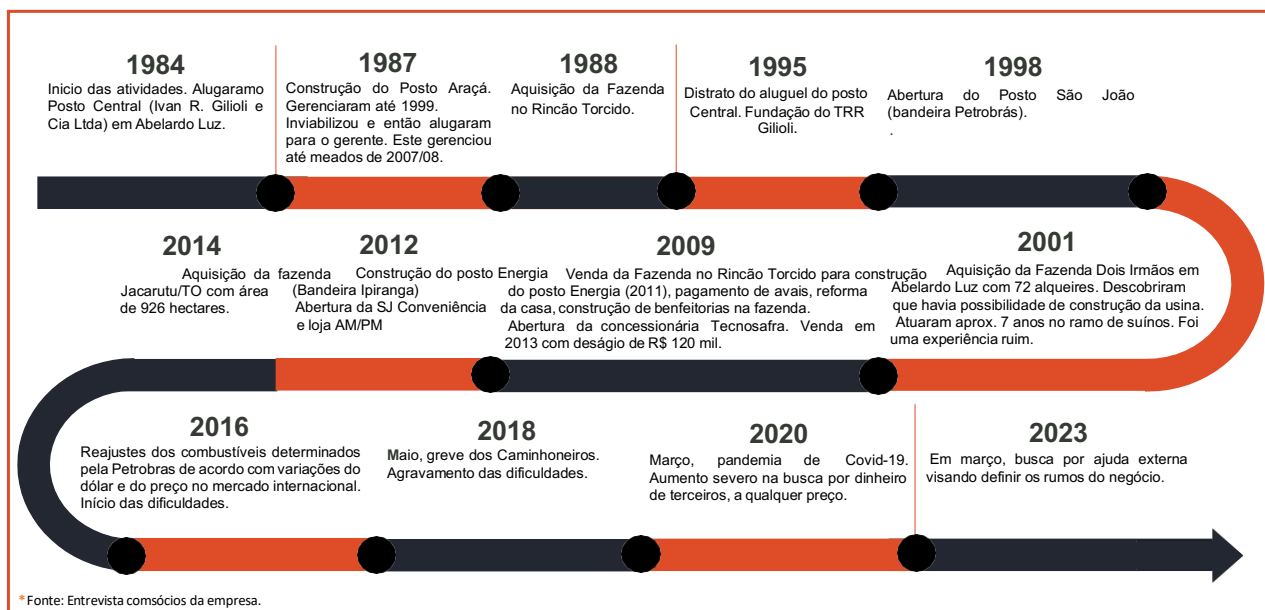 1984
Inicio das atividades. Alugaramo
Posto Central (Ivan R. Gilioli e
Cia Ltda) em Abelardo Luz.
1987
Construção do Posto Araçá.
Gerenciaram até 1999.
Inviabilizou e então alugaram
para o gerente. Este gerenciou
até meados de 2007/08.
1988
Aquisição da Fazenda
no Rincão Torcido.
1995
Distrato do aluguel do posto
Central. Fundação do TRR
Gilioli.
1998
Abertura do Posto São João
(bandeira Petrobrás).
.
2014
Aquisição da fazenda
Jacarutu/TO com área
de 926 hectares.
2012
Construção do posto Energia
(Bandeira Ipiranga)
Abertura da SJ Conveniência
e loja AM/PM
2009
Venda da Fazenda no Rincão Torcido para construção
do posto Energia (2011), pagamento de avais, reforma
da casa, construção de benfeitorias na fazenda.
Abertura da concessionária Tecnosafra. Venda em
2013 com deságio de R$ 120 mil.
2001
Aquisição da Fazenda Dois Irmãos em
Abelardo Luz com 72 alqueires. Descobriram
que havia possibilidade de construção da usina.
Atuaram aprox. 7 anos no ramo de suínos. Foi
uma experiência ruim.
2016
Reajustes dos combustíveis determinados
pela Petrobras de acordo com variações do
dólar e do preço no mercado internacional.
Início das dificuldades.
2018
Maio, greve dos Caminhoneiros.
Agravamento das dificuldades.
2020
Março, pandemia de Covid-19.
Aumento severo na busca por dinheiro
de terceiros, a qualquer preço.
2023
Em março, busca por ajuda externa
visando definir os rumos do negócio.
*Fonte: Entrevista comsócios da empresa.